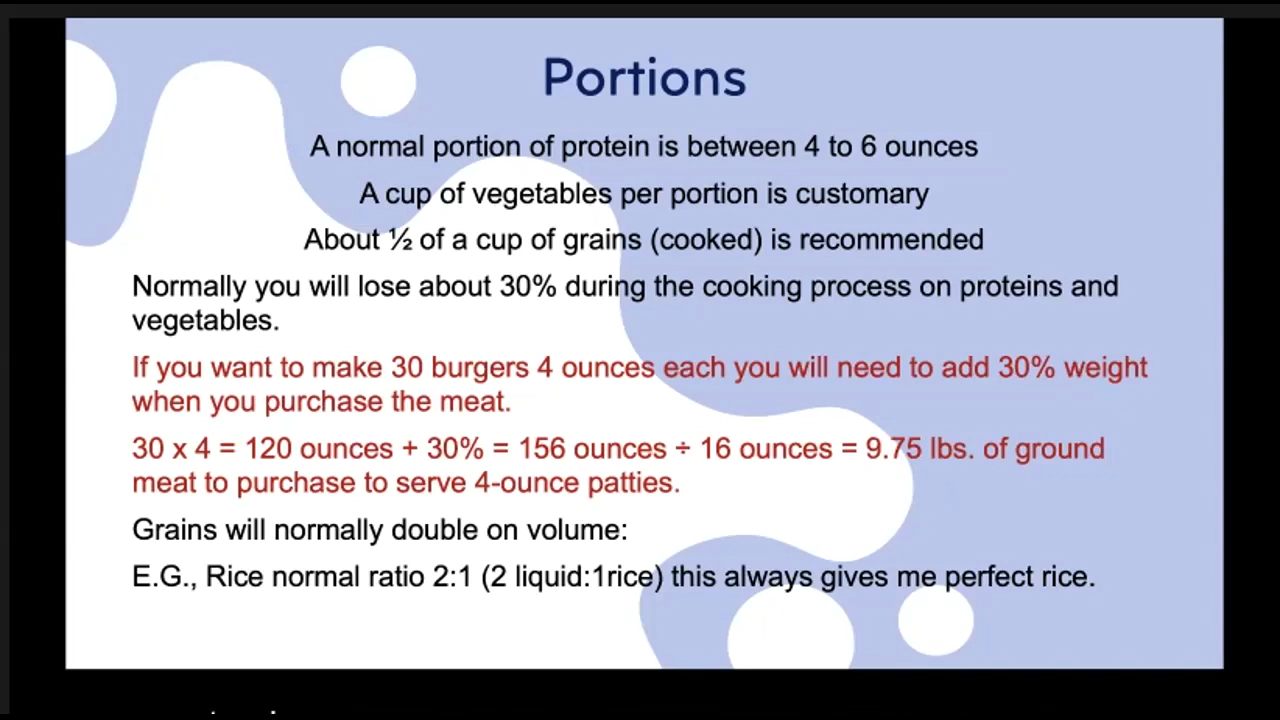 Portions
A normal portion of protein is between 4 to 6 ounces
A cup of vegetables per portion is customary
About ½ of a cup of grains (cooked) is recommended
Normally you will lose about 30% during the cooking process on proteins and
vegetables.
If you want to make 30 burgers 4 ounces each you will need to add 30% weight
when you purchase the meat.
30 x 4 = 120 ounces + 30% = 156 ounces ÷ 16 ounces = 9.75 lbs. of ground
meat to purchase to serve 4-ounce patties.
Grains will normally double on volume:
E.G., Rice normal ratio 2:1 (2 liquid:1rice) this always gives me perfect rice.